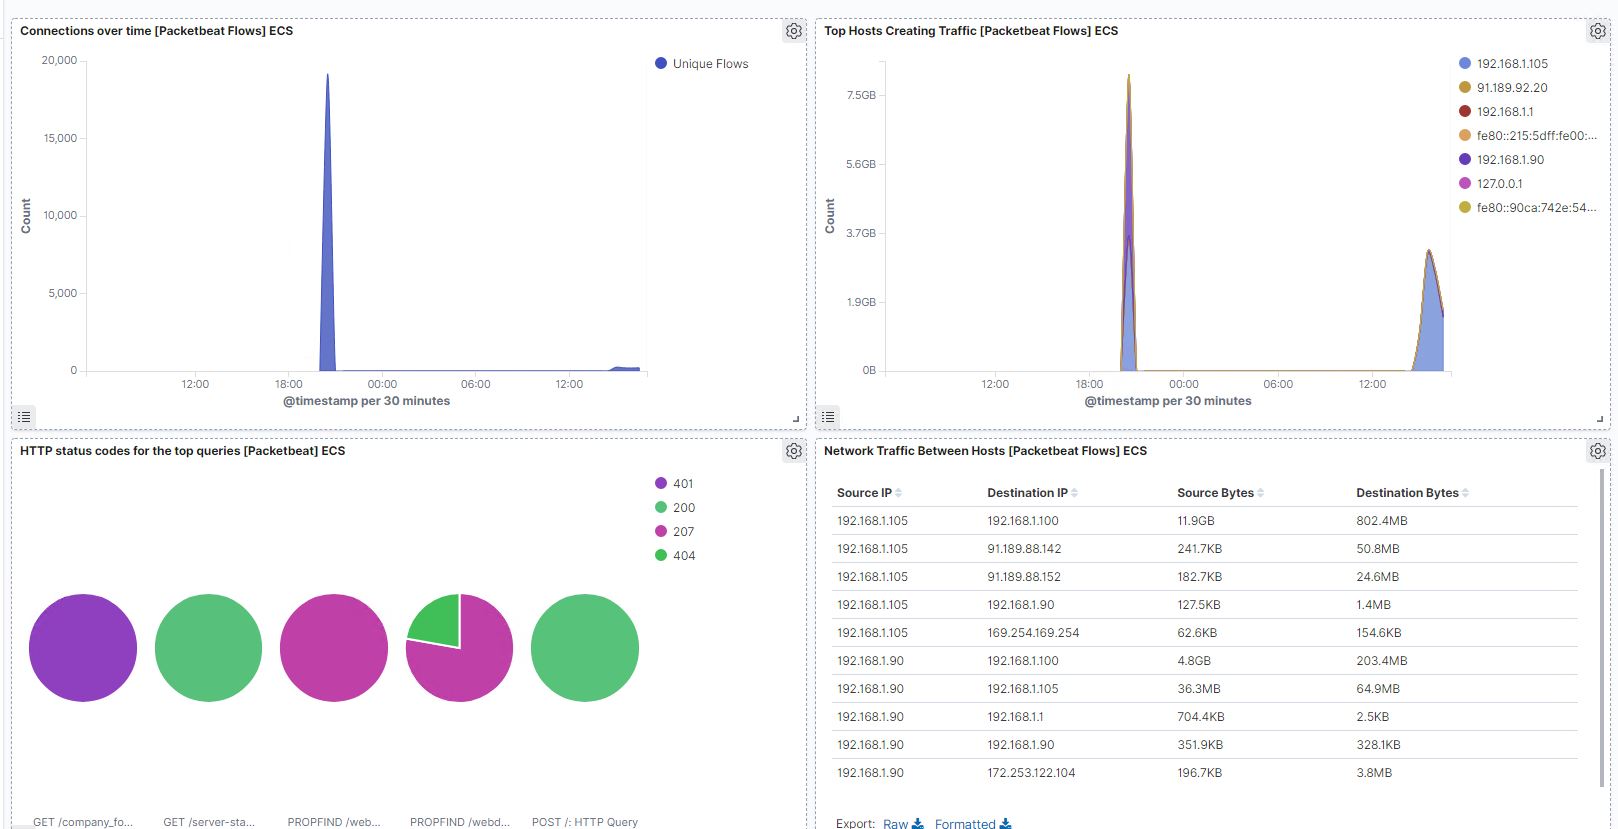 Connections over time [Packetbeat Flows] ECS
20,000
15,000
10,000
5,000
0
Count
12:00
18:00
00:00
06:00
12:00
@timestamp per 30 minutes
Unique Flows
Top Hosts Creating Traffic [Packetbeat Flows] ECS
7.5GB
5.6GB
3.7GB
1.9GB
0B
Count
12:00
18:00
00:00
06:00
12:00
@timestamp per 30 minutes
192.168.1.105
91.189.92.20
192.168.1.1
fe80::215:5dff:fe00:...
192.168.1.90
127.0.0.1
fe80::90ca:742e:54...
HTTP status codes for the top queries [Packetbeat] ECS
401
200
207
404
GET /company_fo...
GET /server-sta...
PROPFIND /web...
PROPFIND /webd...
POST /: HTTP Query
Network Traffic Between Hosts [Packetbeat Flows] ECS
Source IP Destination IP Source Bytes Destination Bytes
192.168.1.105 192.168.1.100 11.9GB 802.4MB
192.168.1.105 91.189.88.142 241.7KB 50.8MB
192.168.1.105 91.189.88.152 182.7KB 24.6MB
192.168.1.105 192.168.1.90 127.5KB 1.4MB
192.168.1.105 169.254.169.254 62.6KB 154.6KB
192.168.1.90 192.168.1.100 4.8GB 203.4MB
192.168.1.90 192.168.1.105 36.3MB 64.9MB
192.168.1.90 192.168.1.1 704.4KB 2.5KB
192.168.1.90 192.168.1.90 351.9KB 328.1KB
192.168.1.90 172.253.122.104 196.7KB 3.8MB
Export: Raw Formatted